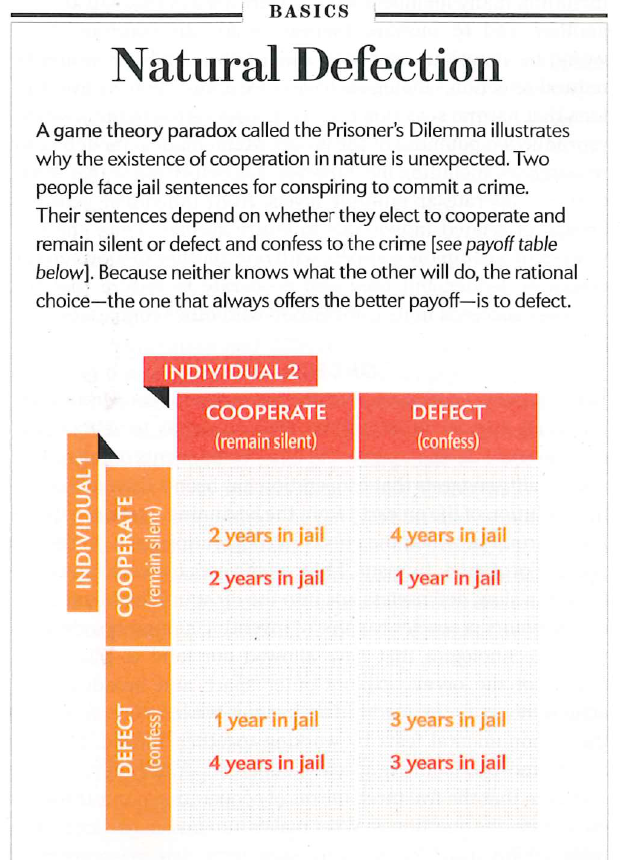 BASICS
Natural Defection
A game theory paradox called the Prisoner's Dilemma illustrates
why the existence of cooperation in nature is unexpected. Two
people face jail sentences for conspiring to commit a crime.
Their sentences depend on whether they elect to cooperate and
remain silent or defect and confess to the crime [see payoff table
below]. Because neither knows what the other will do, the rational
choice—the one that always offers the better payoff—is to defect.
INDIVIDUAL 2
COOPERATE
(remain silent)
DEFECT
(confess)
INDIVIDUAL 1
COOPERATE
(remain silent)
2 years in jail
2 years in jail
4 years in jail
1 year in jail
DEFECT
(confess)
1 year in jail
4 years in jail
3 years in jail
3 years in jail